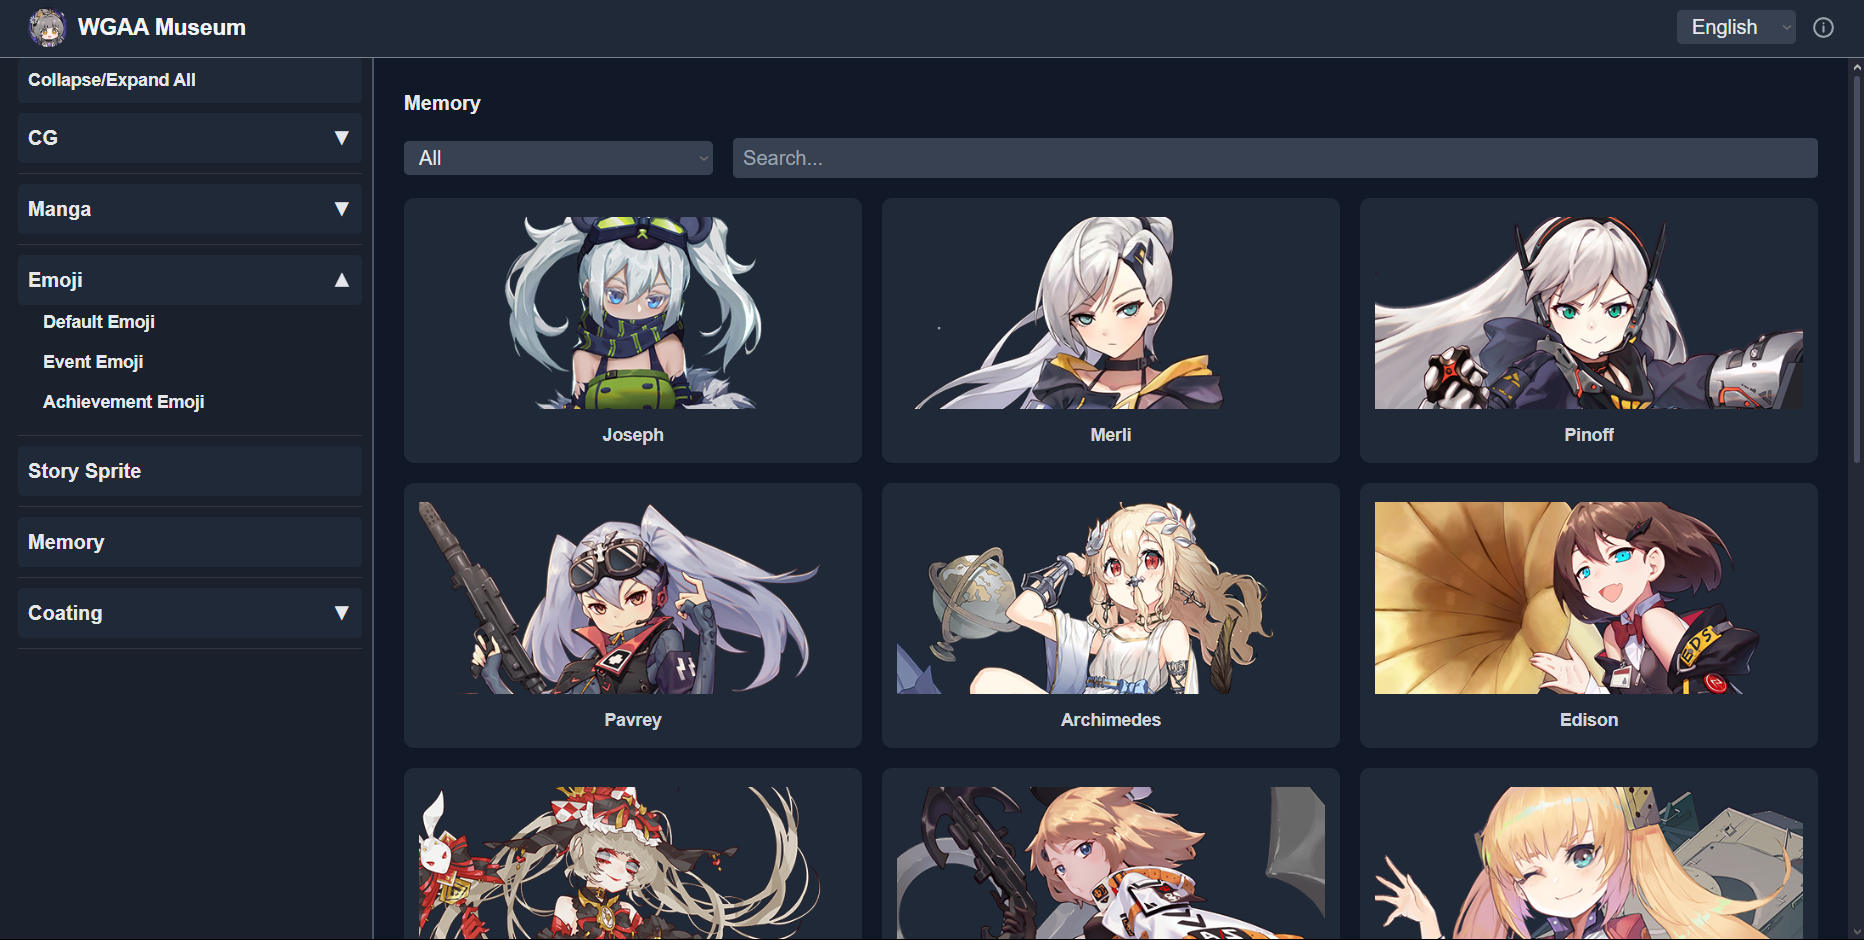 WGAA Museum
English
Collapse/Expand All
CG
Manga
Emoji
Default Emoji
Event Emoji
Achievement Emoji
Story Sprite
Memory
Coating
Memory
All
Search...
Joseph
Merli
Pinoff
Pavrey
Archimedes
EDS
Edison